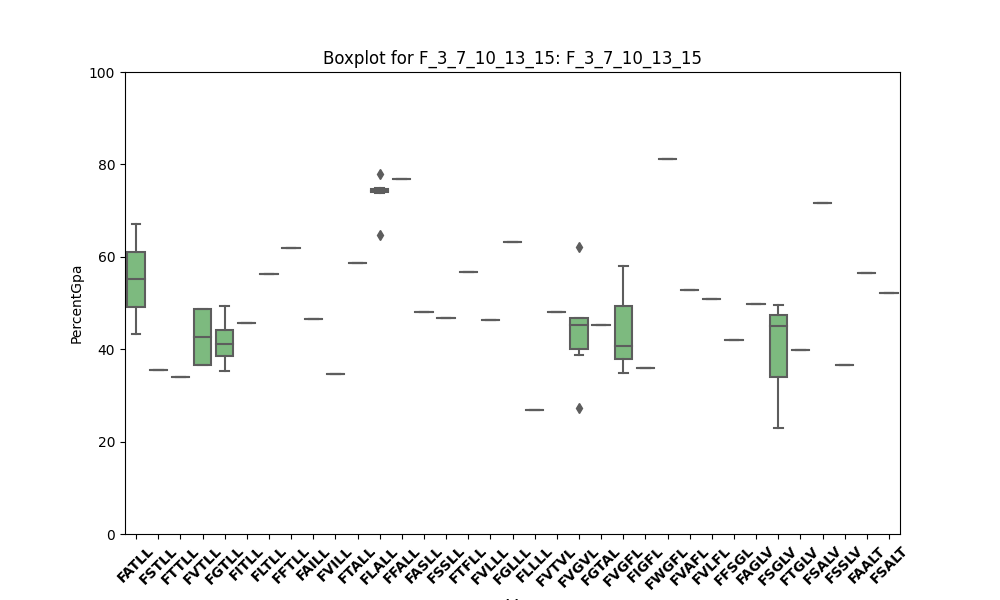 Boxplot for F_3_7_10_13_15: F_3_7_10_13_15
100
80
60
40
20
0
PercentGpa
FATLL
FSTLL
FTTLL
FVTLL
FGTLL
FITLL
FLTLL
FFTLL
FAILL
FVILL
FTALL
FLALL
FFALL
FASLL
FSSLL
FTFLL
FVLLL
FGLLL
FLLLL
FVTVL
FVGVL
FGTAL
FVGFL
FIGFL
FWGFL
FVAFL
FVLFL
FFSGL
FAGLV
FSGLV
FTGLV
FSALV
FSSLV
FAALT
FSALT